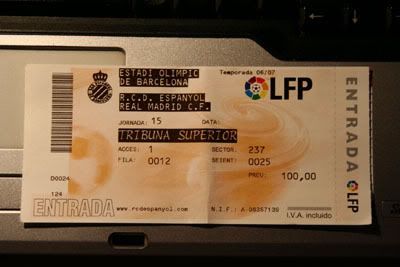 Temporada 06/07
ESTADI OLIMPIC
DE BARCELONA
R.C.D. ESPANYOL
REAL MADRID C.F.
LFP
JORNADA: 15 DATA:
TRIBUNA SUPERIOR
ACCES: 1 SECTOR: 237
FILA: 0012 SEIENT: 0025
PREU: 100,00
D0024
124
ENTRADA
www.rcdespanyol.com
N.I.F.: A-08357139
I.V.A. incluido
ENTRADA
LFP